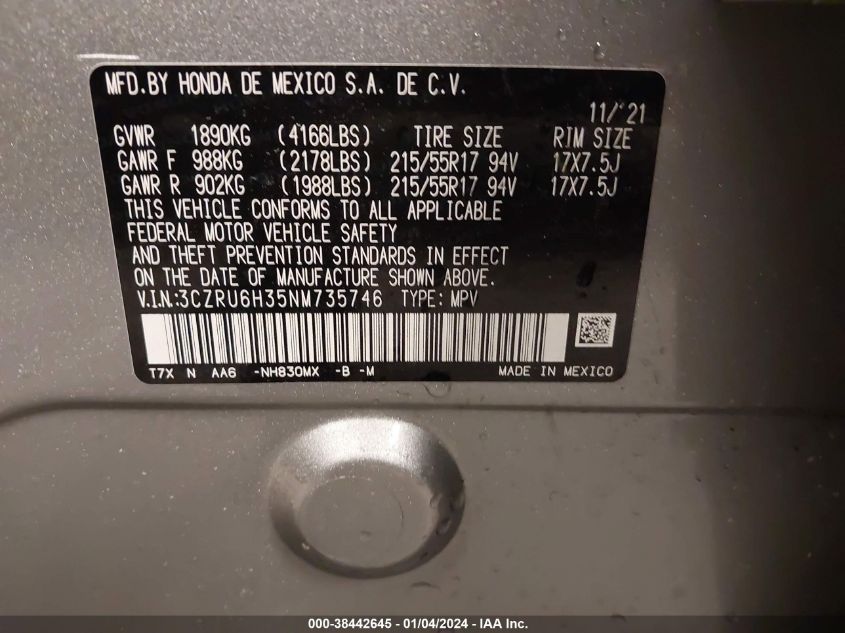 MFD.BY HONDA DE MEXICO S.A. DE C.V.
11/'21
GVWR 1890KG (4166LBS) TIRE SIZE RIM SIZE
GAWR F 988KG (2178LBS) 215/55R17 94V 17X7.5J
GAWR R 902KG (1988LBS) 215/55R17 94V 17X7.5J
THIS VEHICLE CONFORMS TO ALL APPLICABLE
FEDERAL MOTOR VEHICLE SAFETY
AND THEFT PREVENTION STANDARDS IN EFFECT
ON THE DATE OF MANUFACTURE SHOWN ABOVE.
V.I.N.:3CZRU6H35NM735746 TYPE: MPV
T7X N AA6 -NH830MX -B -M MADE IN MEXICO
000-38442645 - 01/04/2024 - IAA Inc.